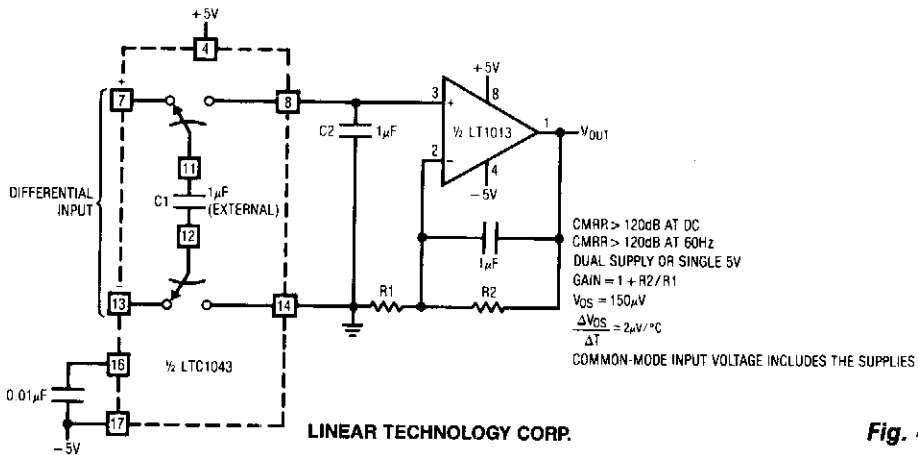 +5V
4
+
7
8
3
+
+5V
8
½ LT1013
1
VOUT
C2
1µF
2
−
4
−5V
11
DIFFERENTIAL
INPUT
C1
1µF
(EXTERNAL)
12
1µF
CMRR > 120dB AT DC
CMRR > 120dB AT 60Hz
DUAL SUPPLY OR SINGLE 5V
GAIN = 1 + R2/R1
VOS = 150µV
ΔVOS
ΔT
= 2µV/°C
COMMON-MODE INPUT VOLTAGE INCLUDES THE SUPPLIES
13
−
14
R1
R2
16
½ LTC1043
0.01µF
17
−5V
LINEAR TECHNOLOGY CORP.
Fig.